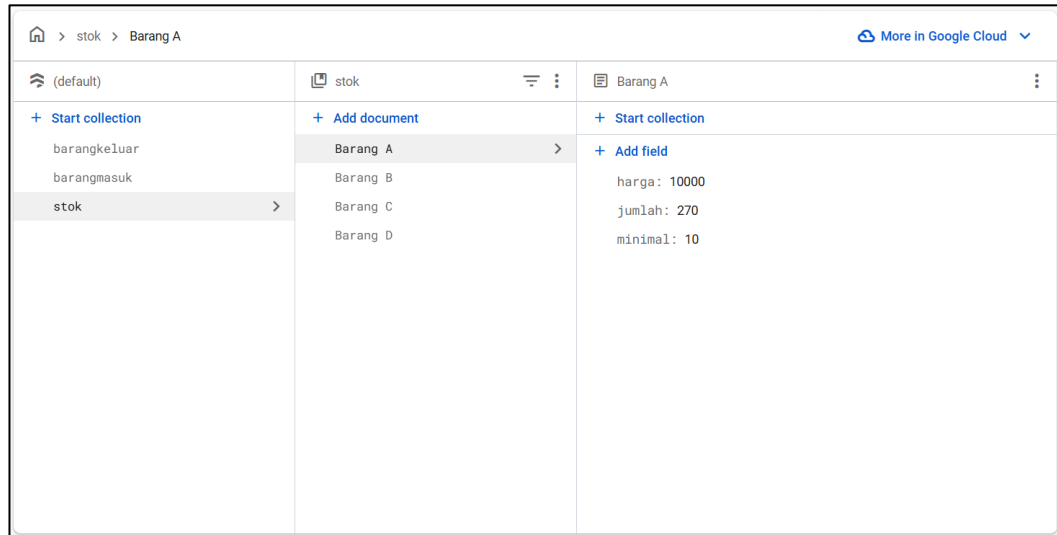 stok > Barang A
More in Google Cloud
(default)
+ Start collection
barangkeluar
barangmasuk
stok
stok
+ Add document
Barang A
Barang B
Barang C
Barang D
Barang A
+ Start collection
+ Add field
harga: 10000
jumlah: 270
minimal: 10